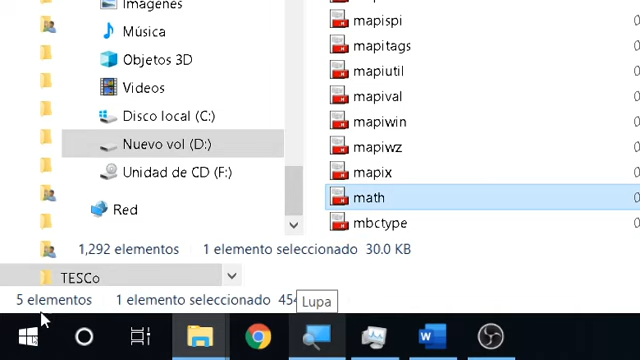 Imágenes
Música
Objetos 3D
Videos
Disco local (C:)
Nuevo vol (D:)
Unidad de CD (F:)
Red
mapispi
mapitags
mapiutil
mapival
mapiwin
mapiwz
mapix
math
mbctype
1,292 elementos 1 elemento seleccionado 30.0 KB
TESCo
5 elementos 1 elemento seleccionado
Lupa